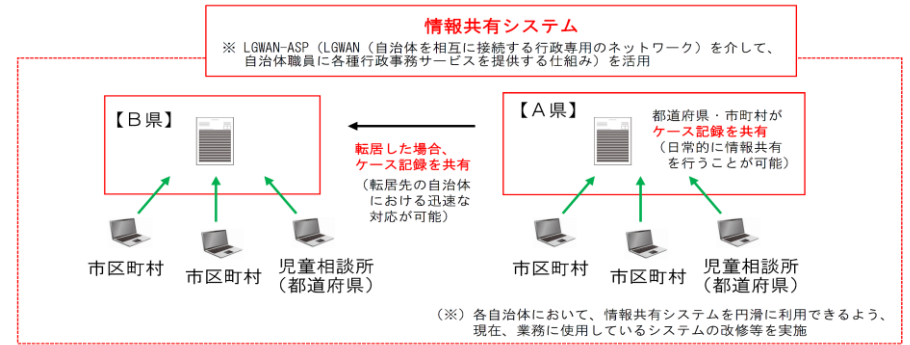 情報共有システム
※ LGWAN-ASP（LGWAN（自治体を相互に接続する行政専用のネットワーク）を介して、
自治体職員に各種行政事務サービスを提供する仕組み）を活用
【Ｂ県】
転居した場合、
ケース記録を共有
（転居先の自治体
における迅速な
対応が可能）
【Ａ県】
都道府県・市町村が
ケース記録を共有
（日常的に情報共有
を行うことが可能）
市区町村
市区町村
児童相談所
（都道府県）
市区町村
市区町村
児童相談所
（都道府県）
（※）各自治体において、情報共有システムを円滑に利用できるよう、
現在、業務に使用しているシステムの改修等を実施